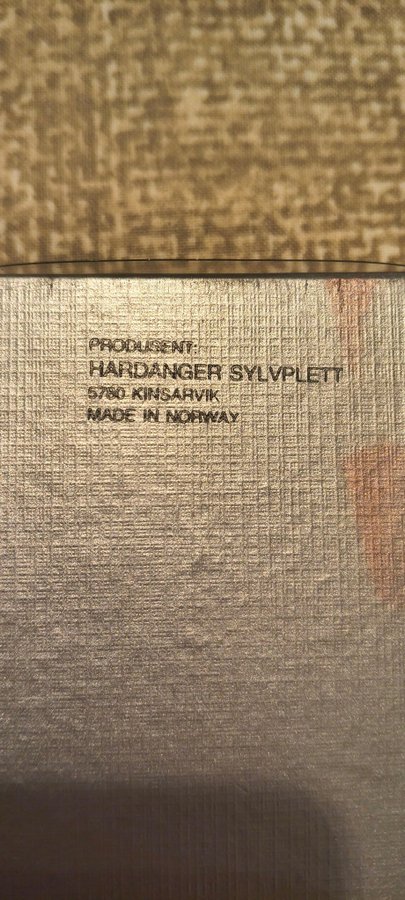 PRODUSENT:
HARDANGER SYLVPLETT
5780 KINSARVIK
MADE IN NORWAY